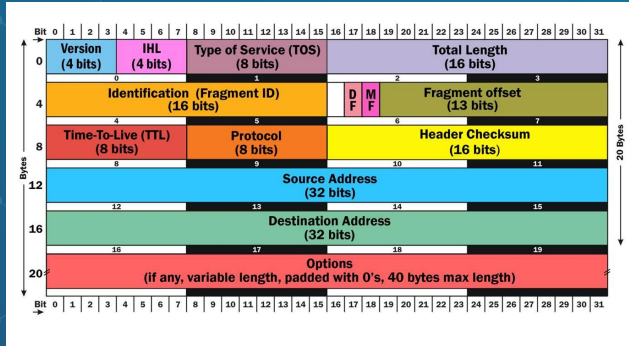 Bit 0 1 2 3 4 5 6 7 8 9 10 11 12 13 14 15 16 17 18 19 20 21 22 23 24 25 26 27 28 29 30 31
0
Version
(4 bits)
IHL
(4 bits)
Type of Service (TOS)
(8 bits)
Total Length
(16 bits)
0 1 2 3
4
Identification (Fragment ID)
(16 bits)
D
F
M
F
Fragment offset
(13 bits)
4 5 6 7
8
Time-To-Live (TTL)
(8 bits)
Protocol
(8 bits)
Header Checksum
(16 bits)
8 9 10 11
12
Source Address
(32 bits)
12 13 14 15
16
Destination Address
(32 bits)
16 17 18 19
20
Options
(if any, variable length, padded with 0's, 40 bytes max length)
Bytes
20 Bytes
Bit 0 1 2 3 4 5 6 7 8 9 10 11 12 13 14 15 16 17 18 19 20 21 22 23 24 25 26 27 28 29 30 31